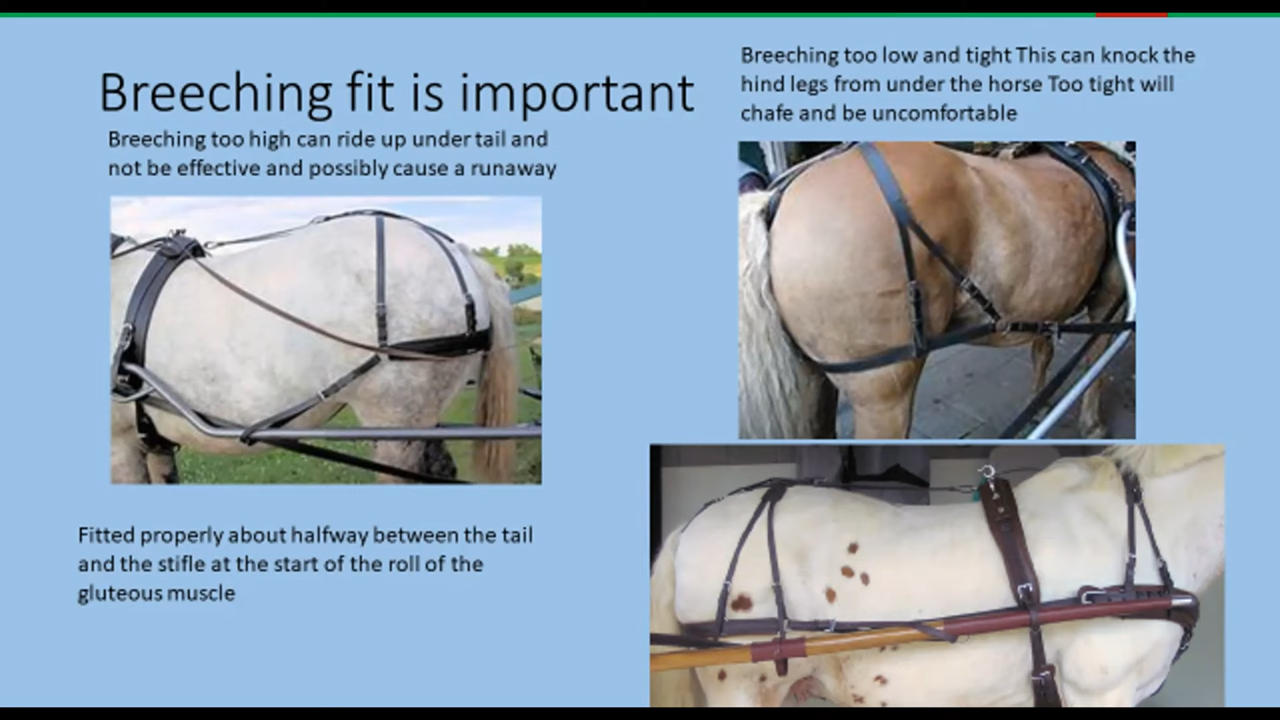 Breeching fit is important
Breeching too high can ride up under tail and
not be effective and possibly cause a runaway
Breeching too low and tight This can knock the
hind legs from under the horse Too tight will
chafe and be uncomfortable
Fitted properly about halfway between the tail
and the stifle at the start of the roll of the
gluteous muscle